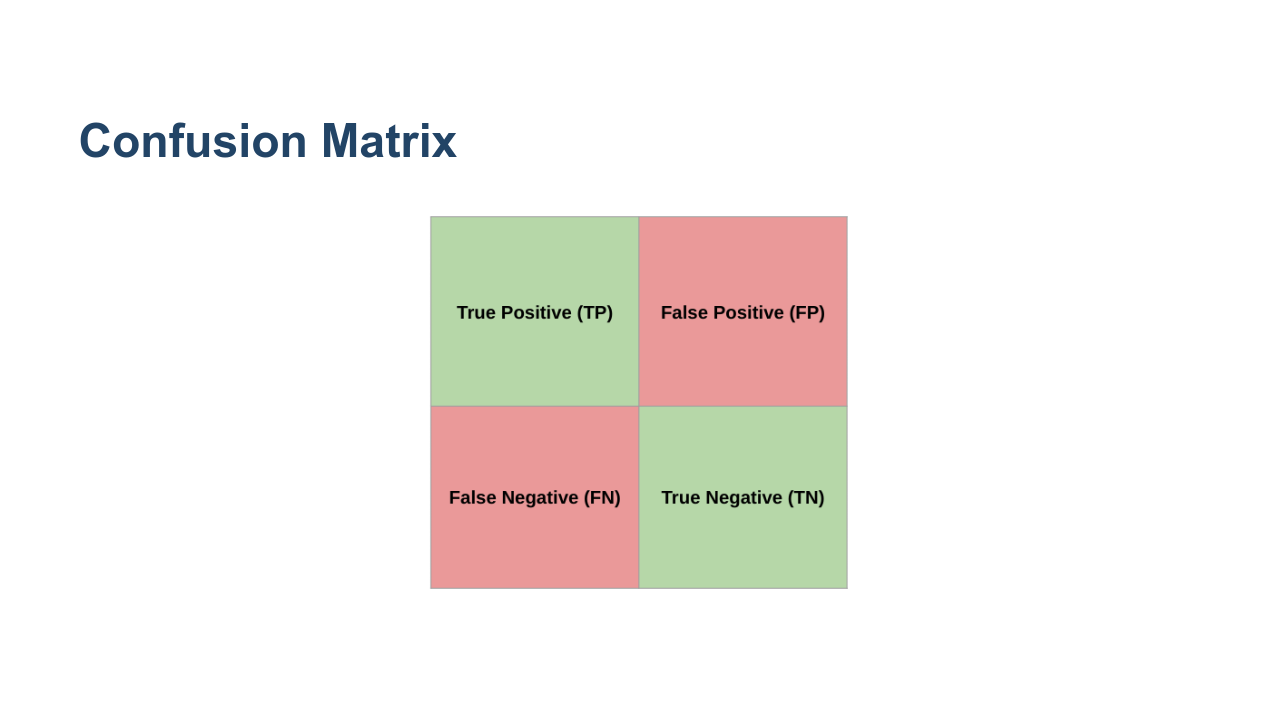 Confusion Matrix
True Positive (TP)
False Positive (FP)
False Negative (FN)
True Negative (TN)